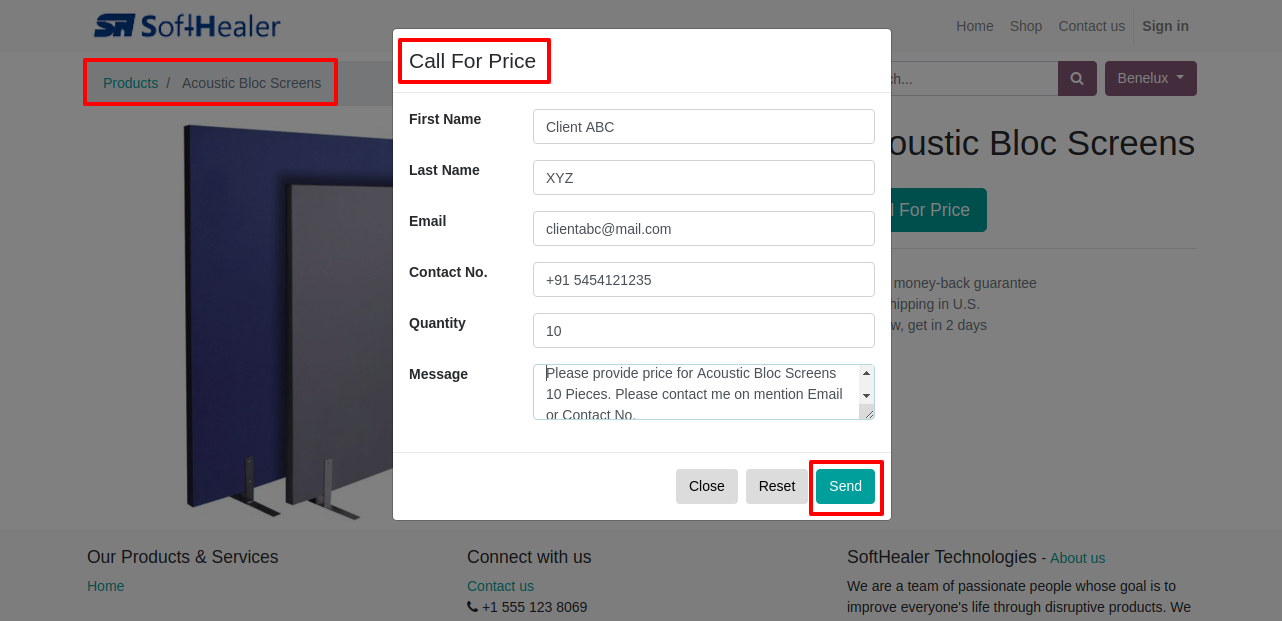 SoftHealer
Home Shop Contact us Sign in
Products / Acoustic Bloc Screens
Benelux
Acoustic Bloc Screens
For Price
money-back guarantee
in U.S.
get in 2 days
Call For Price
First Name
Client ABC
Last Name
XYZ
Email
clientabc@mail.com
Contact No.
+91 5454121235
Quantity
10
Message
Please provide price for Acoustic Bloc Screens
10 Pieces. Please contact me on mention Email
or Contact No.
Close Reset Send
Our Products & Services
Home
Connect with us
Contact us
+1 555 123 8069
SoftHealer Technologies - About us
We are a team of passionate people whose goal is to
improve everyone's life through disruptive products. We